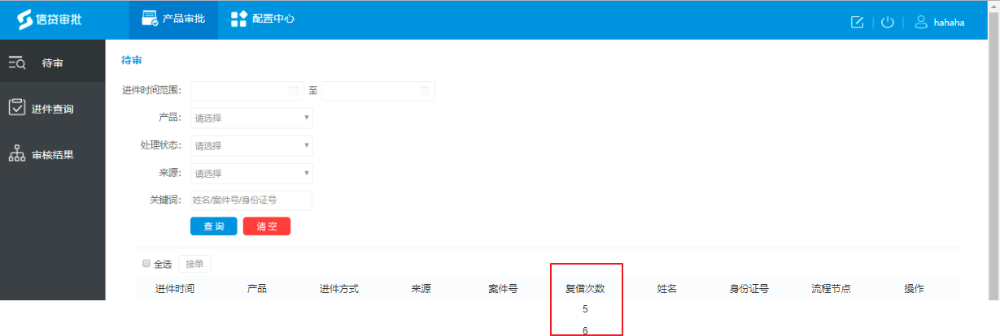 信贷审批 产品审批 配置中心 hahaha
待审
进件查询
审核结果
待审
进件时间范围: 至
产品: 请选择
处理状态: 请选择
来源: 请选择
关键词: 姓名/案件号/身份证号
查询 清空
全选 接单
进件时间 产品 进件方式 来源 案件号 复借次数 姓名 身份证号 流程节点 操作
5
6